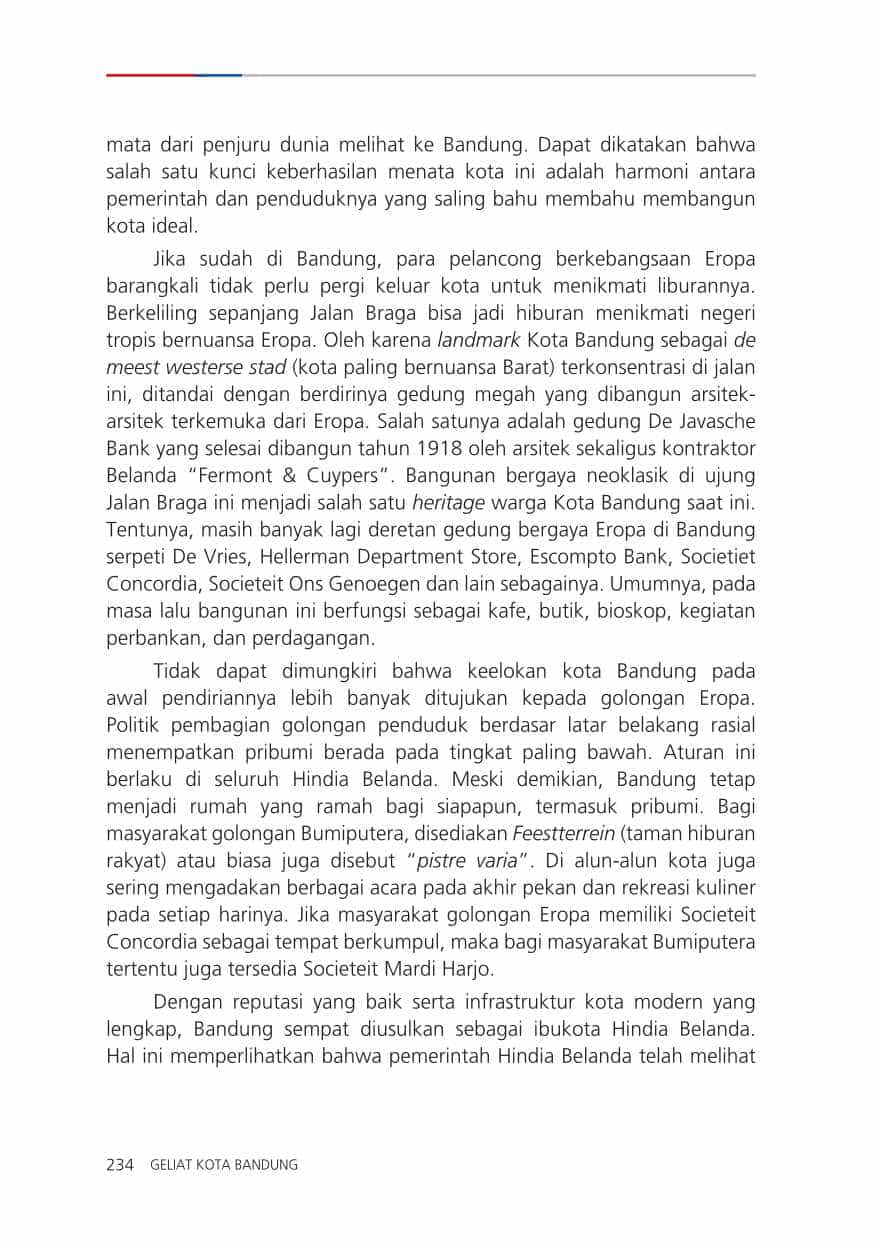 mata dari penjuru dunia melihat ke Bandung. Dapat dikatakan bahwa
salah satu kunci keberhasilan menata kota ini adalah harmoni antara
pemerintah dan penduduknya yang saling bahu membahu membangun
kota ideal.
Jika sudah di Bandung, para pelancong berkebangsaan Eropa
barangkali tidak perlu pergi keluar kota untuk menikmati liburannya.
Berkeliling sepanjang Jalan Braga bisa jadi hiburan menikmati negeri
tropis bernuansa Eropa. Oleh karena landmark Kota Bandung sebagai de
meest westerse stad (kota paling bernuansa Barat) terkonsentrasi di jalan
ini, ditandai dengan berdirinya gedung megah yang dibangun arsitek-
arsitek terkemuka dari Eropa. Salah satunya adalah gedung De Javasche
Bank yang selesai dibangun tahun 1918 oleh arsitek sekaligus kontraktor
Belanda “Fermont & Cuypers”. Bangunan bergaya neoklasik di ujung
Jalan Braga ini menjadi salah satu heritage warga Kota Bandung saat ini.
Tentunya, masih banyak lagi deretan gedung bergaya Eropa di Bandung
serpeti De Vries, Hellerman Department Store, Escompto Bank, Societiet
Concordia, Societeit Ons Genoegen dan lain sebagainya. Umumnya, pada
masa lalu bangunan ini berfungsi sebagai kafe, butik, bioskop, kegiatan
perbankan, dan perdagangan.
Tidak dapat dimungkiri bahwa keelokan kota Bandung pada
awal pendiriannya lebih banyak ditujukan kepada golongan Eropa.
Politik pembagian golongan penduduk berdasar latar belakang rasial
menempatkan pribumi berada pada tingkat paling bawah. Aturan ini
berlaku di seluruh Hindia Belanda. Meski demikian, Bandung tetap
menjadi rumah yang ramah bagi siapapun, termasuk pribumi. Bagi
masyarakat golongan Bumiputera, disediakan Feestterrein (taman hiburan
rakyat) atau biasa juga disebut “pistre varia”. Di alun-alun kota juga
sering mengadakan berbagai acara pada akhir pekan dan rekreasi kuliner
pada setiap harinya. Jika masyarakat golongan Eropa memiliki Societeit
Concordia sebagai tempat berkumpul, maka bagi masyarakat Bumiputera
tertentu juga tersedia Societeit Mardi Harjo.
Dengan reputasi yang baik serta infrastruktur kota modern yang
lengkap, Bandung sempat diusulkan sebagai ibukota Hindia Belanda.
Hal ini memperlihatkan bahwa pemerintah Hindia Belanda telah melihat
234 GELIAT KOTA BANDUNG